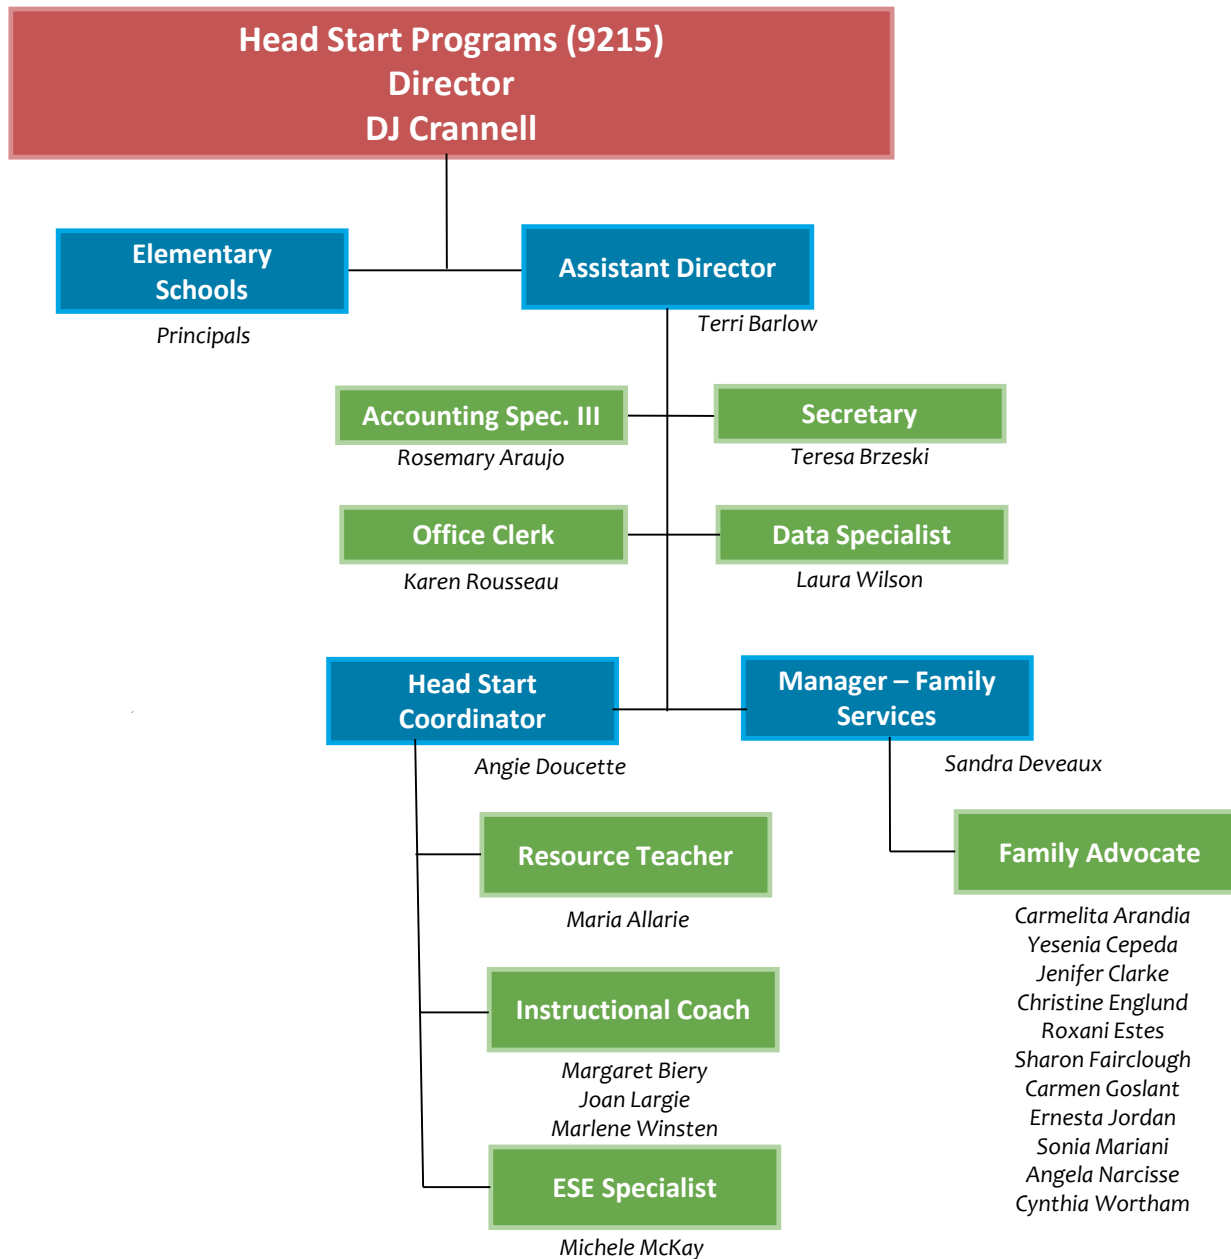 Head Start Programs (9215)
Director
DJ Crannell
Elementary
Schools
Principals
Assistant Director
Terri Barlow
Accounting Spec. III
Rosemary Araujo
Secretary
Teresa Brzeski
Office Clerk
Karen Rousseau
Data Specialist
Laura Wilson
Head Start
Coordinator
Angie Doucette
Manager – Family
Services
Sandra Deveaux
Resource Teacher
Maria Allarie
Instructional Coach
Margaret Biery
Joan Largie
Marlene Winsten
ESE Specialist
Michele McKay
Family Advocate
Carmelita Arandia
Yesenia Cepeda
Jenifer Clarke
Christine Englund
Roxani Estes
Sharon Fairclough
Carmen Goslant
Ernesta Jordan
Sonia Mariani
Angela Narcisse
Cynthia Wortham